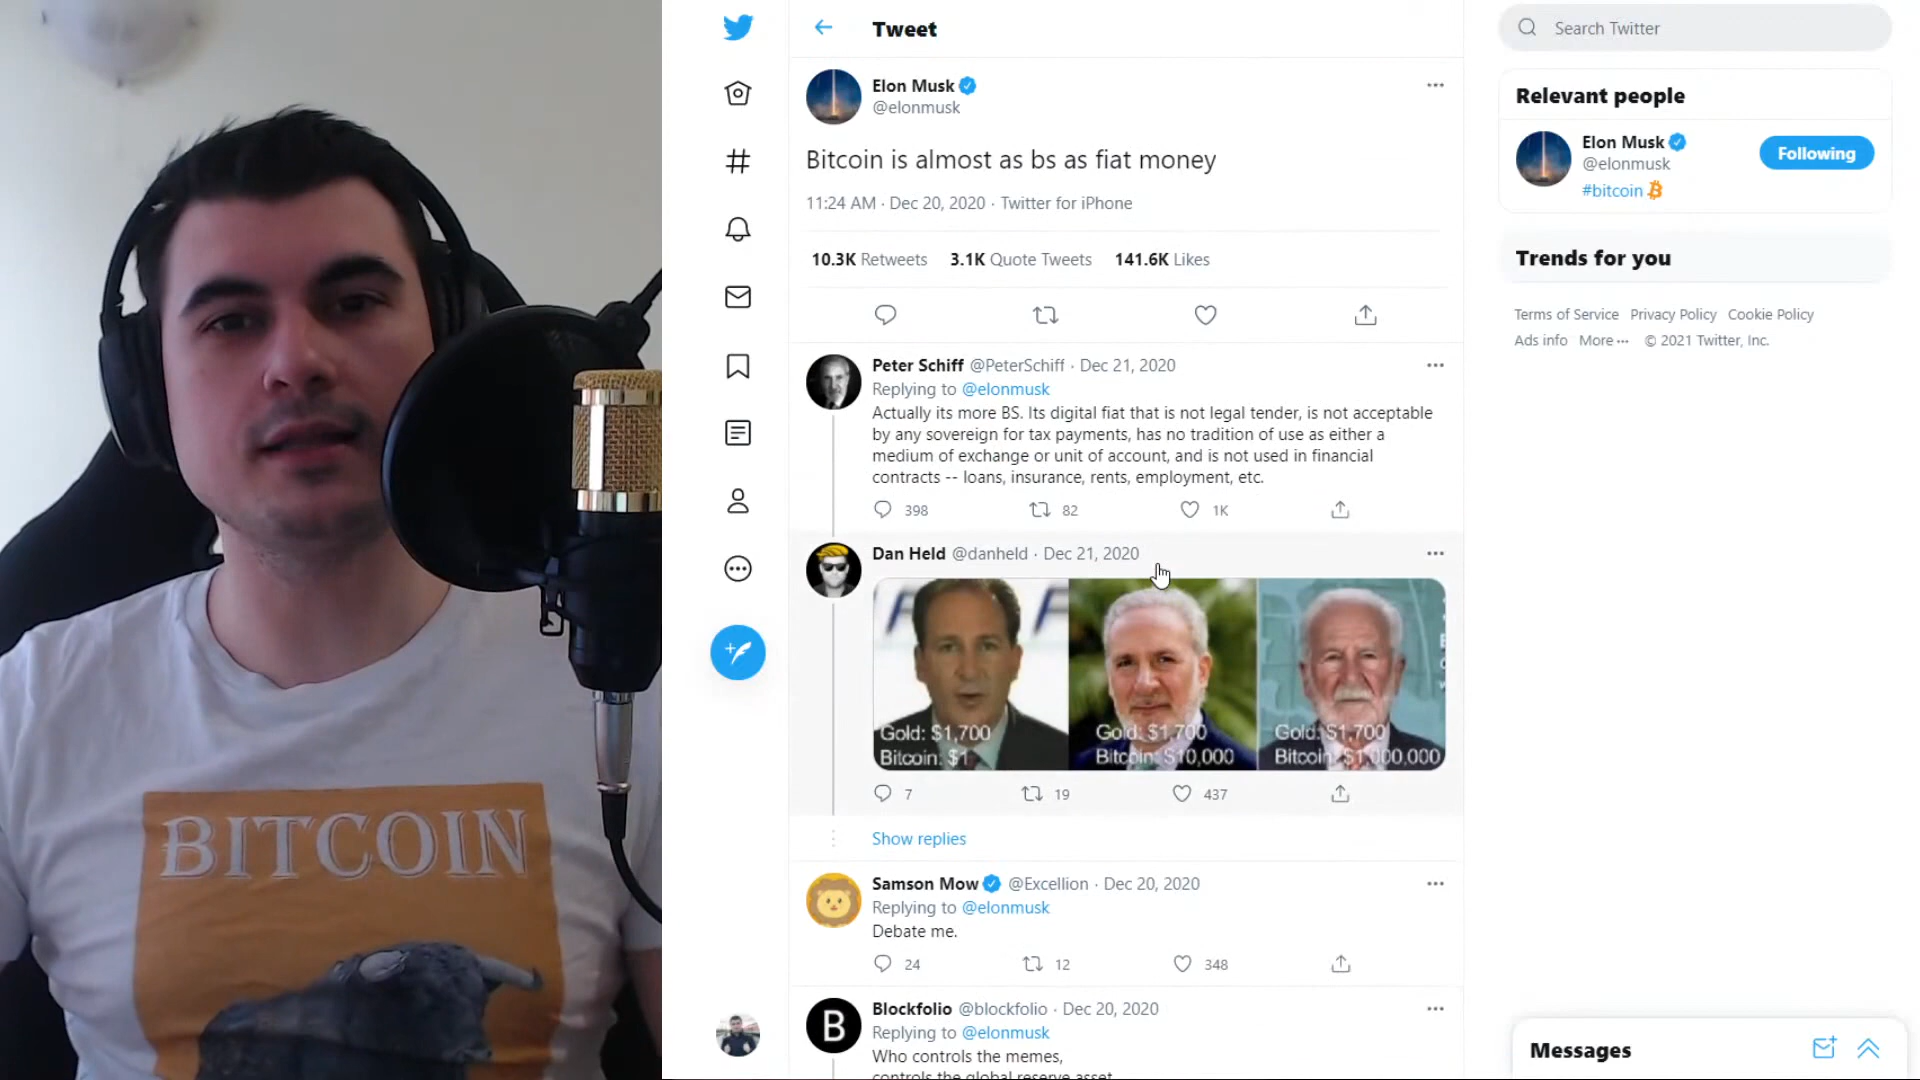 BITCOIN
Tweet
Elon Musk
@elonmusk
Bitcoin is almost as bs as fiat money
11:24 AM · Dec 20, 2020 · Twitter for iPhone
10.3K Retweets 3.1K Quote Tweets 141.6K Likes
Peter Schiff @PeterSchiff · Dec 21, 2020
Replying to @elonmusk
Actually its more BS. Its digital fiat that is not legal tender, is not acceptable
by any sovereign for tax payments, has no tradition of use as either a
medium of exchange or unit of account, and is not used in financial
contracts -- loans, insurance, rents, employment, etc.
398 82 1K
Dan Held @danheld · Dec 21, 2020
Gold: $1,700
Bitcoin: $1
Gold: $1,700
Bitcoin: $10,000
Gold: $1,700
Bitcoin: $1,000,000
7 19 437
Show replies
Samson Mow @Excellion · Dec 20, 2020
Replying to @elonmusk
Debate me.
24 12 348
B
Blockfolio @blockfolio · Dec 20, 2020
Replying to @elonmusk
Who controls the memes,
controls the global reserve asset
Search Twitter
Relevant people
Elon Musk
@elonmusk
#bitcoin
Following
Trends for you
Terms of Service Privacy Policy Cookie Policy
Ads info More ··· © 2021 Twitter, Inc.
Messages